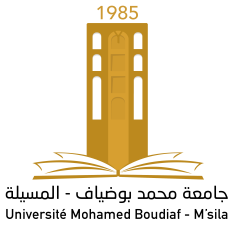 1985
جامعة محمد بوضياف - المسيلة
Université Mohamed Boudiaf - M'sila